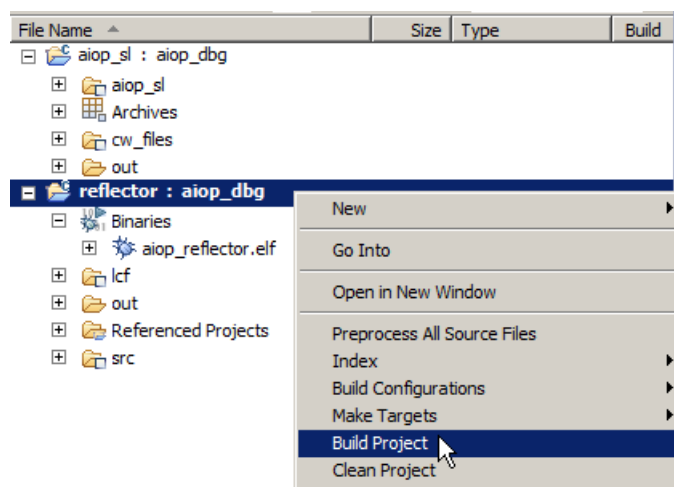 File Name Size Type Build
aiop_sl : aiop_dbg
aiop_sl
Archives
cw_files
out
reflector : aiop_dbg
Binaries
aiop_reflector.elf
lcf
out
Referenced Projects
src
New
Go Into
Open in New Window
Preprocess All Source Files
Index
Build Configurations
Make Targets
Build Project
Clean Project